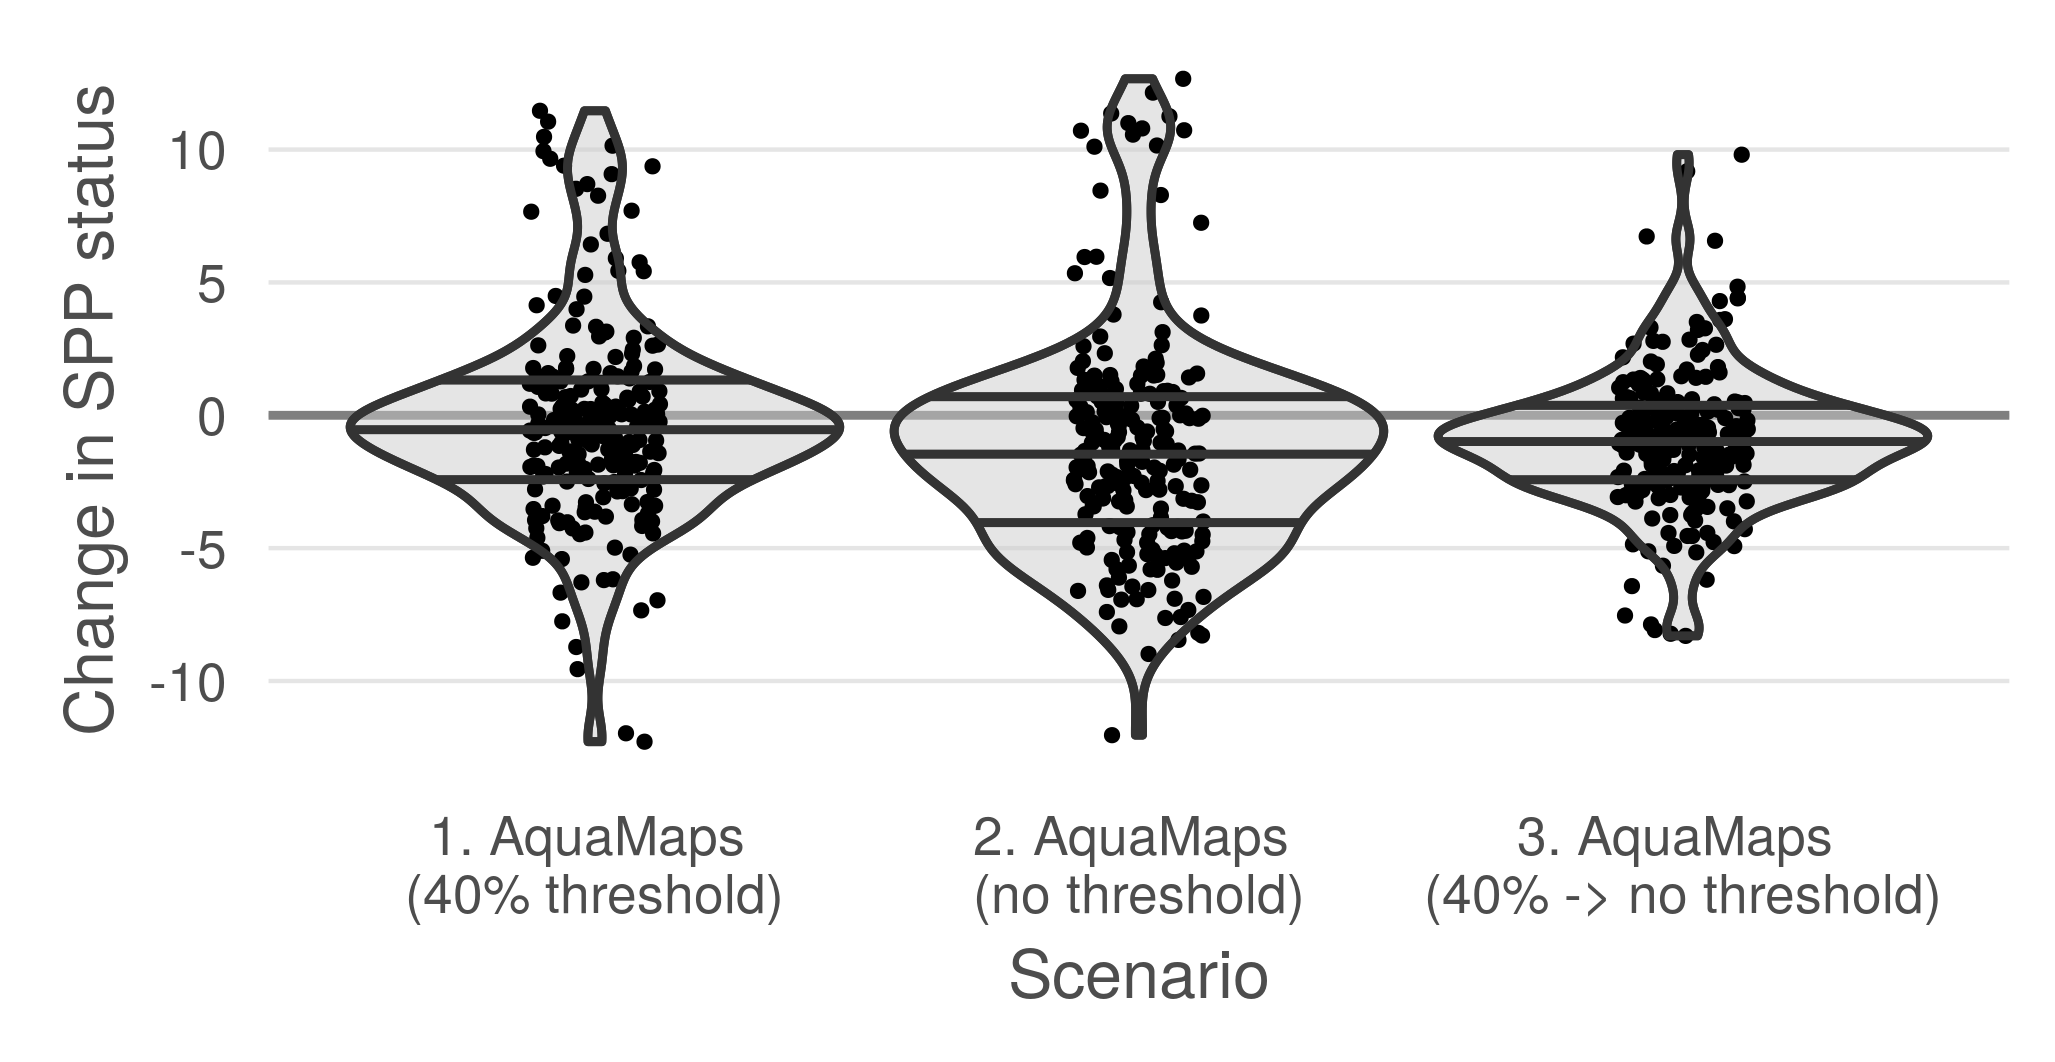 Change in SPP status
10
5
0
-5
-10
1. AquaMaps
(40% threshold)
2. AquaMaps
(no threshold)
3. AquaMaps
(40% -> no threshold)
Scenario